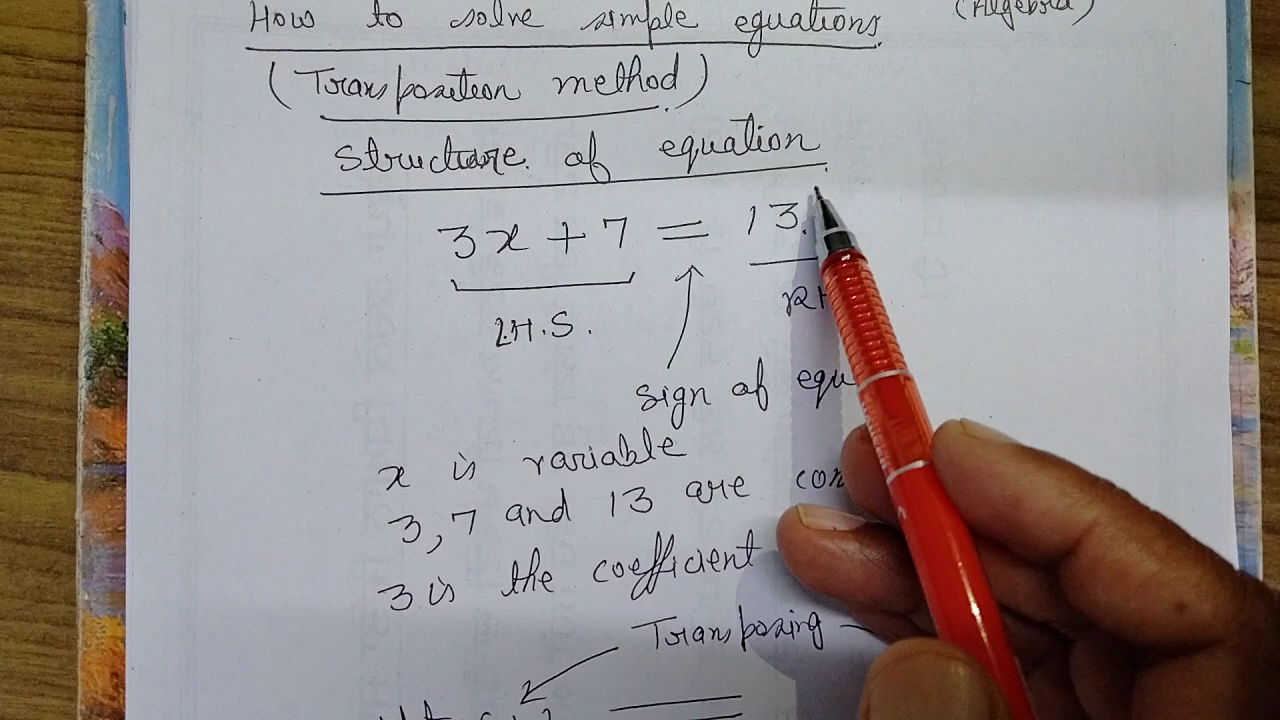 How to solve simple equations. (Algebra)
(Transposition method)
Structure of equation
3x + 7 = 13.
L.H.S. RH
sign of equ
x is variable
3, 7 and 13 are con
3 is the coefficient
Transposing